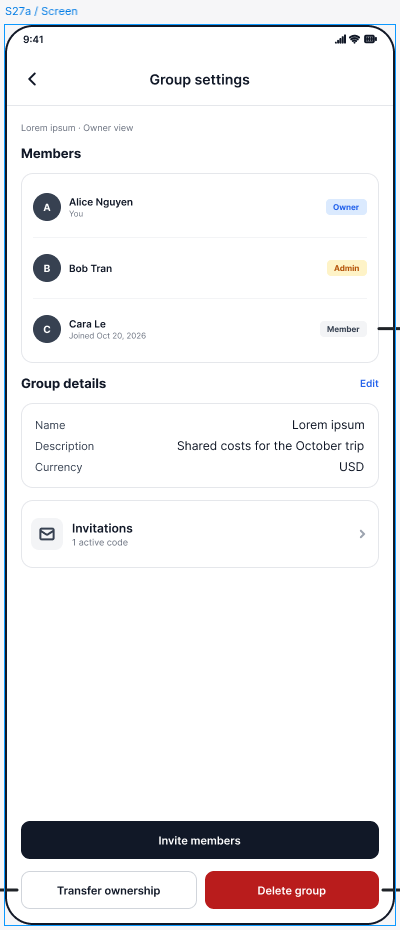 S27a / Screen
9:41
Group settings
Lorem ipsum · Owner view
Members
A
Alice Nguyen
You
Owner
B
Bob Tran
Admin
C
Cara Le
Joined Oct 20, 2026
Member
Group details
Edit
Name
Lorem ipsum
Description
Shared costs for the October trip
Currency
USD
Invitations
1 active code
Invite members
Transfer ownership
Delete group